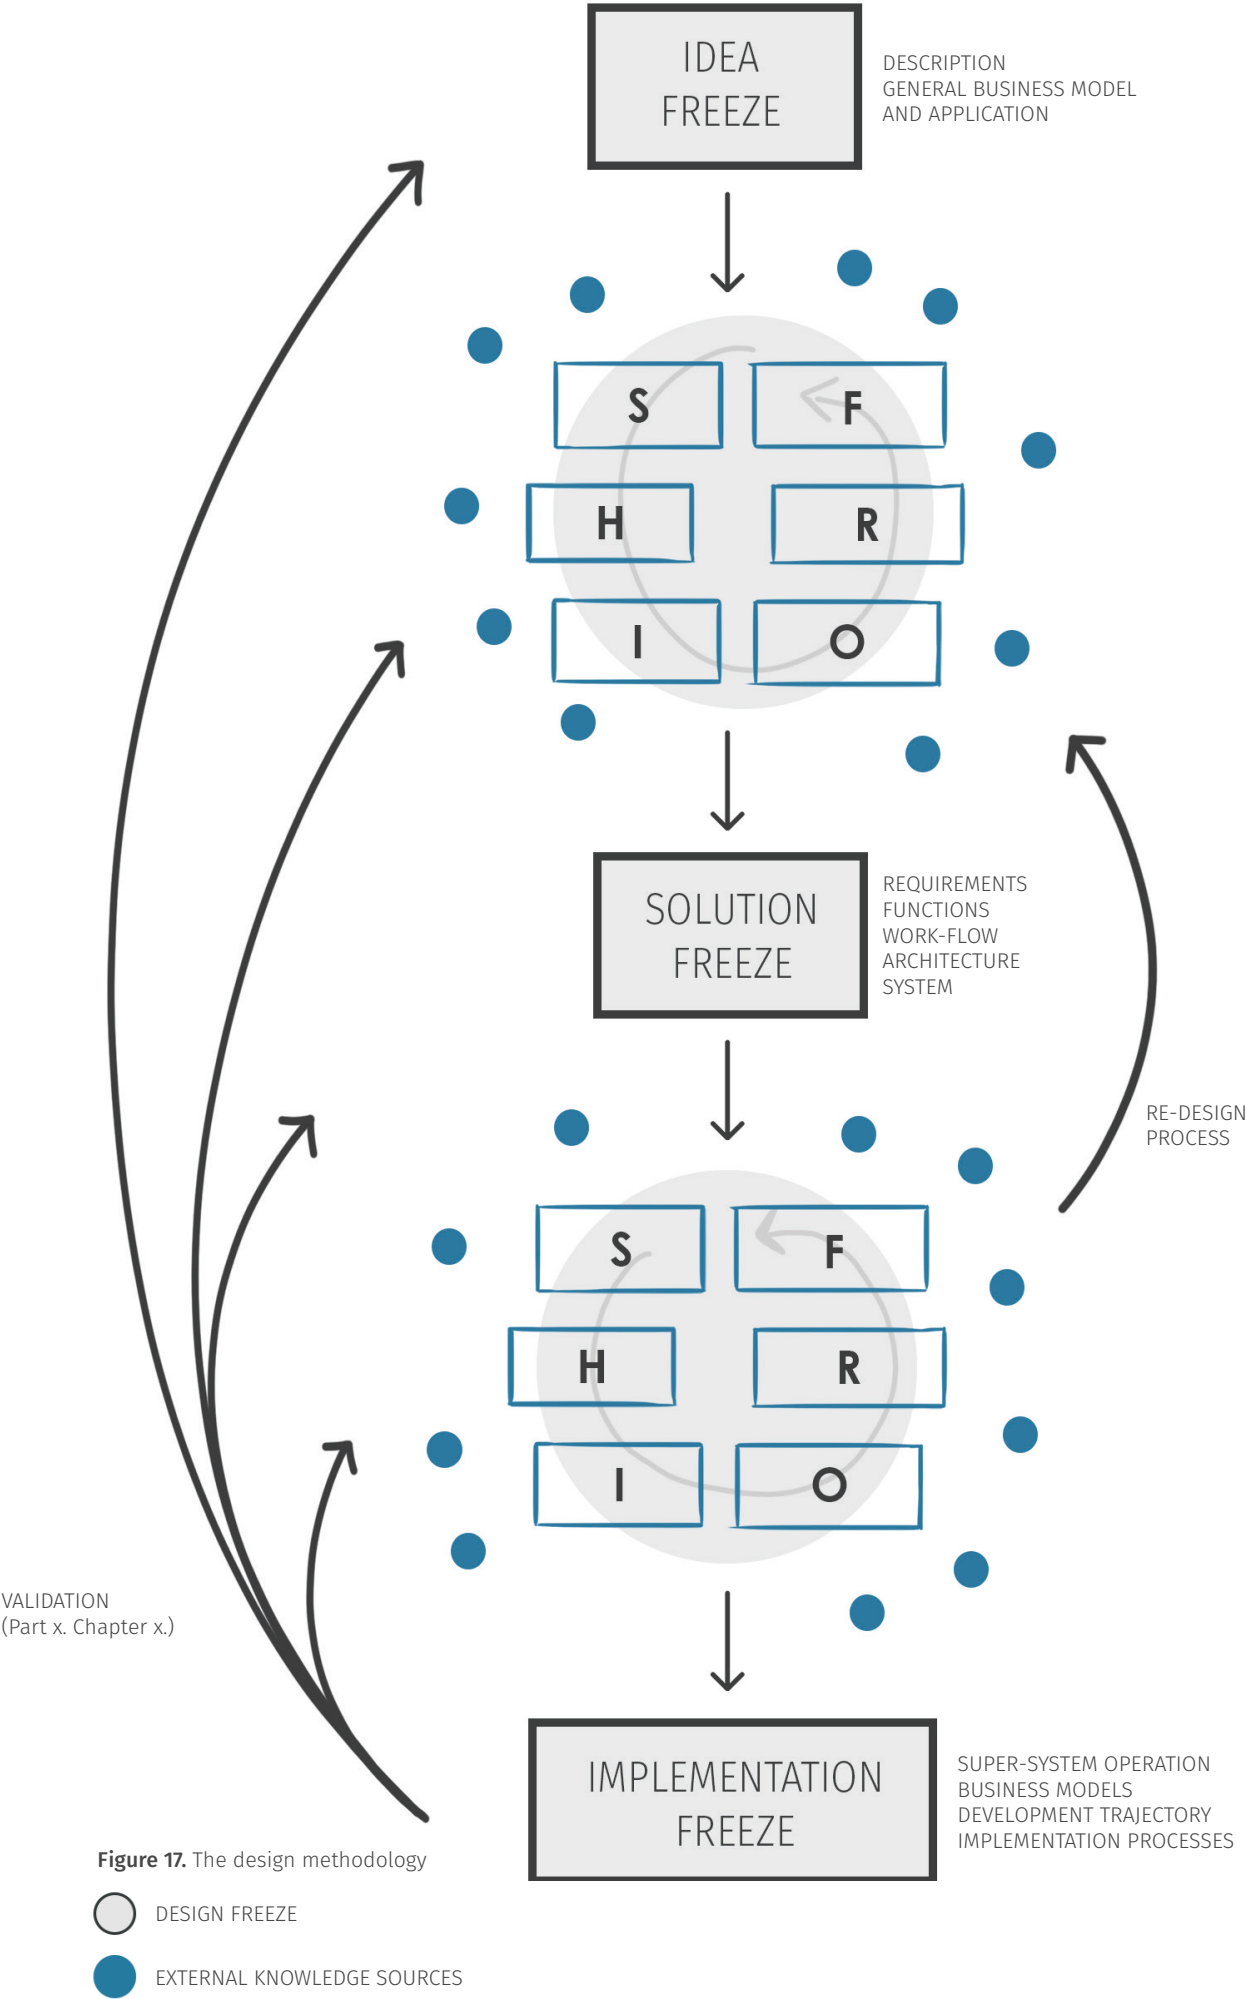 IDEA
FREEZE
DESCRIPTION
GENERAL BUSINESS MODEL
AND APPLICATION
S
F
H
R
I
O
SOLUTION
FREEZE
REQUIREMENTS
FUNCTIONS
WORK-FLOW
ARCHITECTURE
SYSTEM
RE-DESIGN
PROCESS
S
F
H
R
I
O
VALIDATION
(Part x. Chapter x.)
IMPLEMENTATION
FREEZE
SUPER-SYSTEM OPERATION
BUSINESS MODELS
DEVELOPMENT TRAJECTORY
IMPLEMENTATION PROCESSES
Figure 17. The design methodology
DESIGN FREEZE
EXTERNAL KNOWLEDGE SOURCES